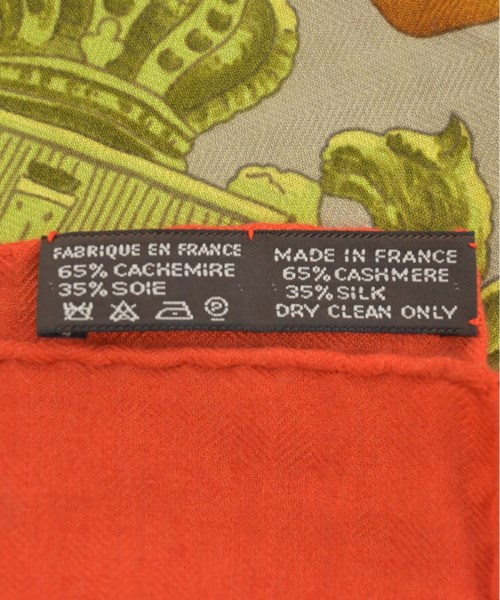 FABRIQUE EN FRANCE
65% CACHEMIRE
35% SOIE
P
MADE IN FRANCE
65% CASHMERE
35% SILK
DRY CLEAN ONLY